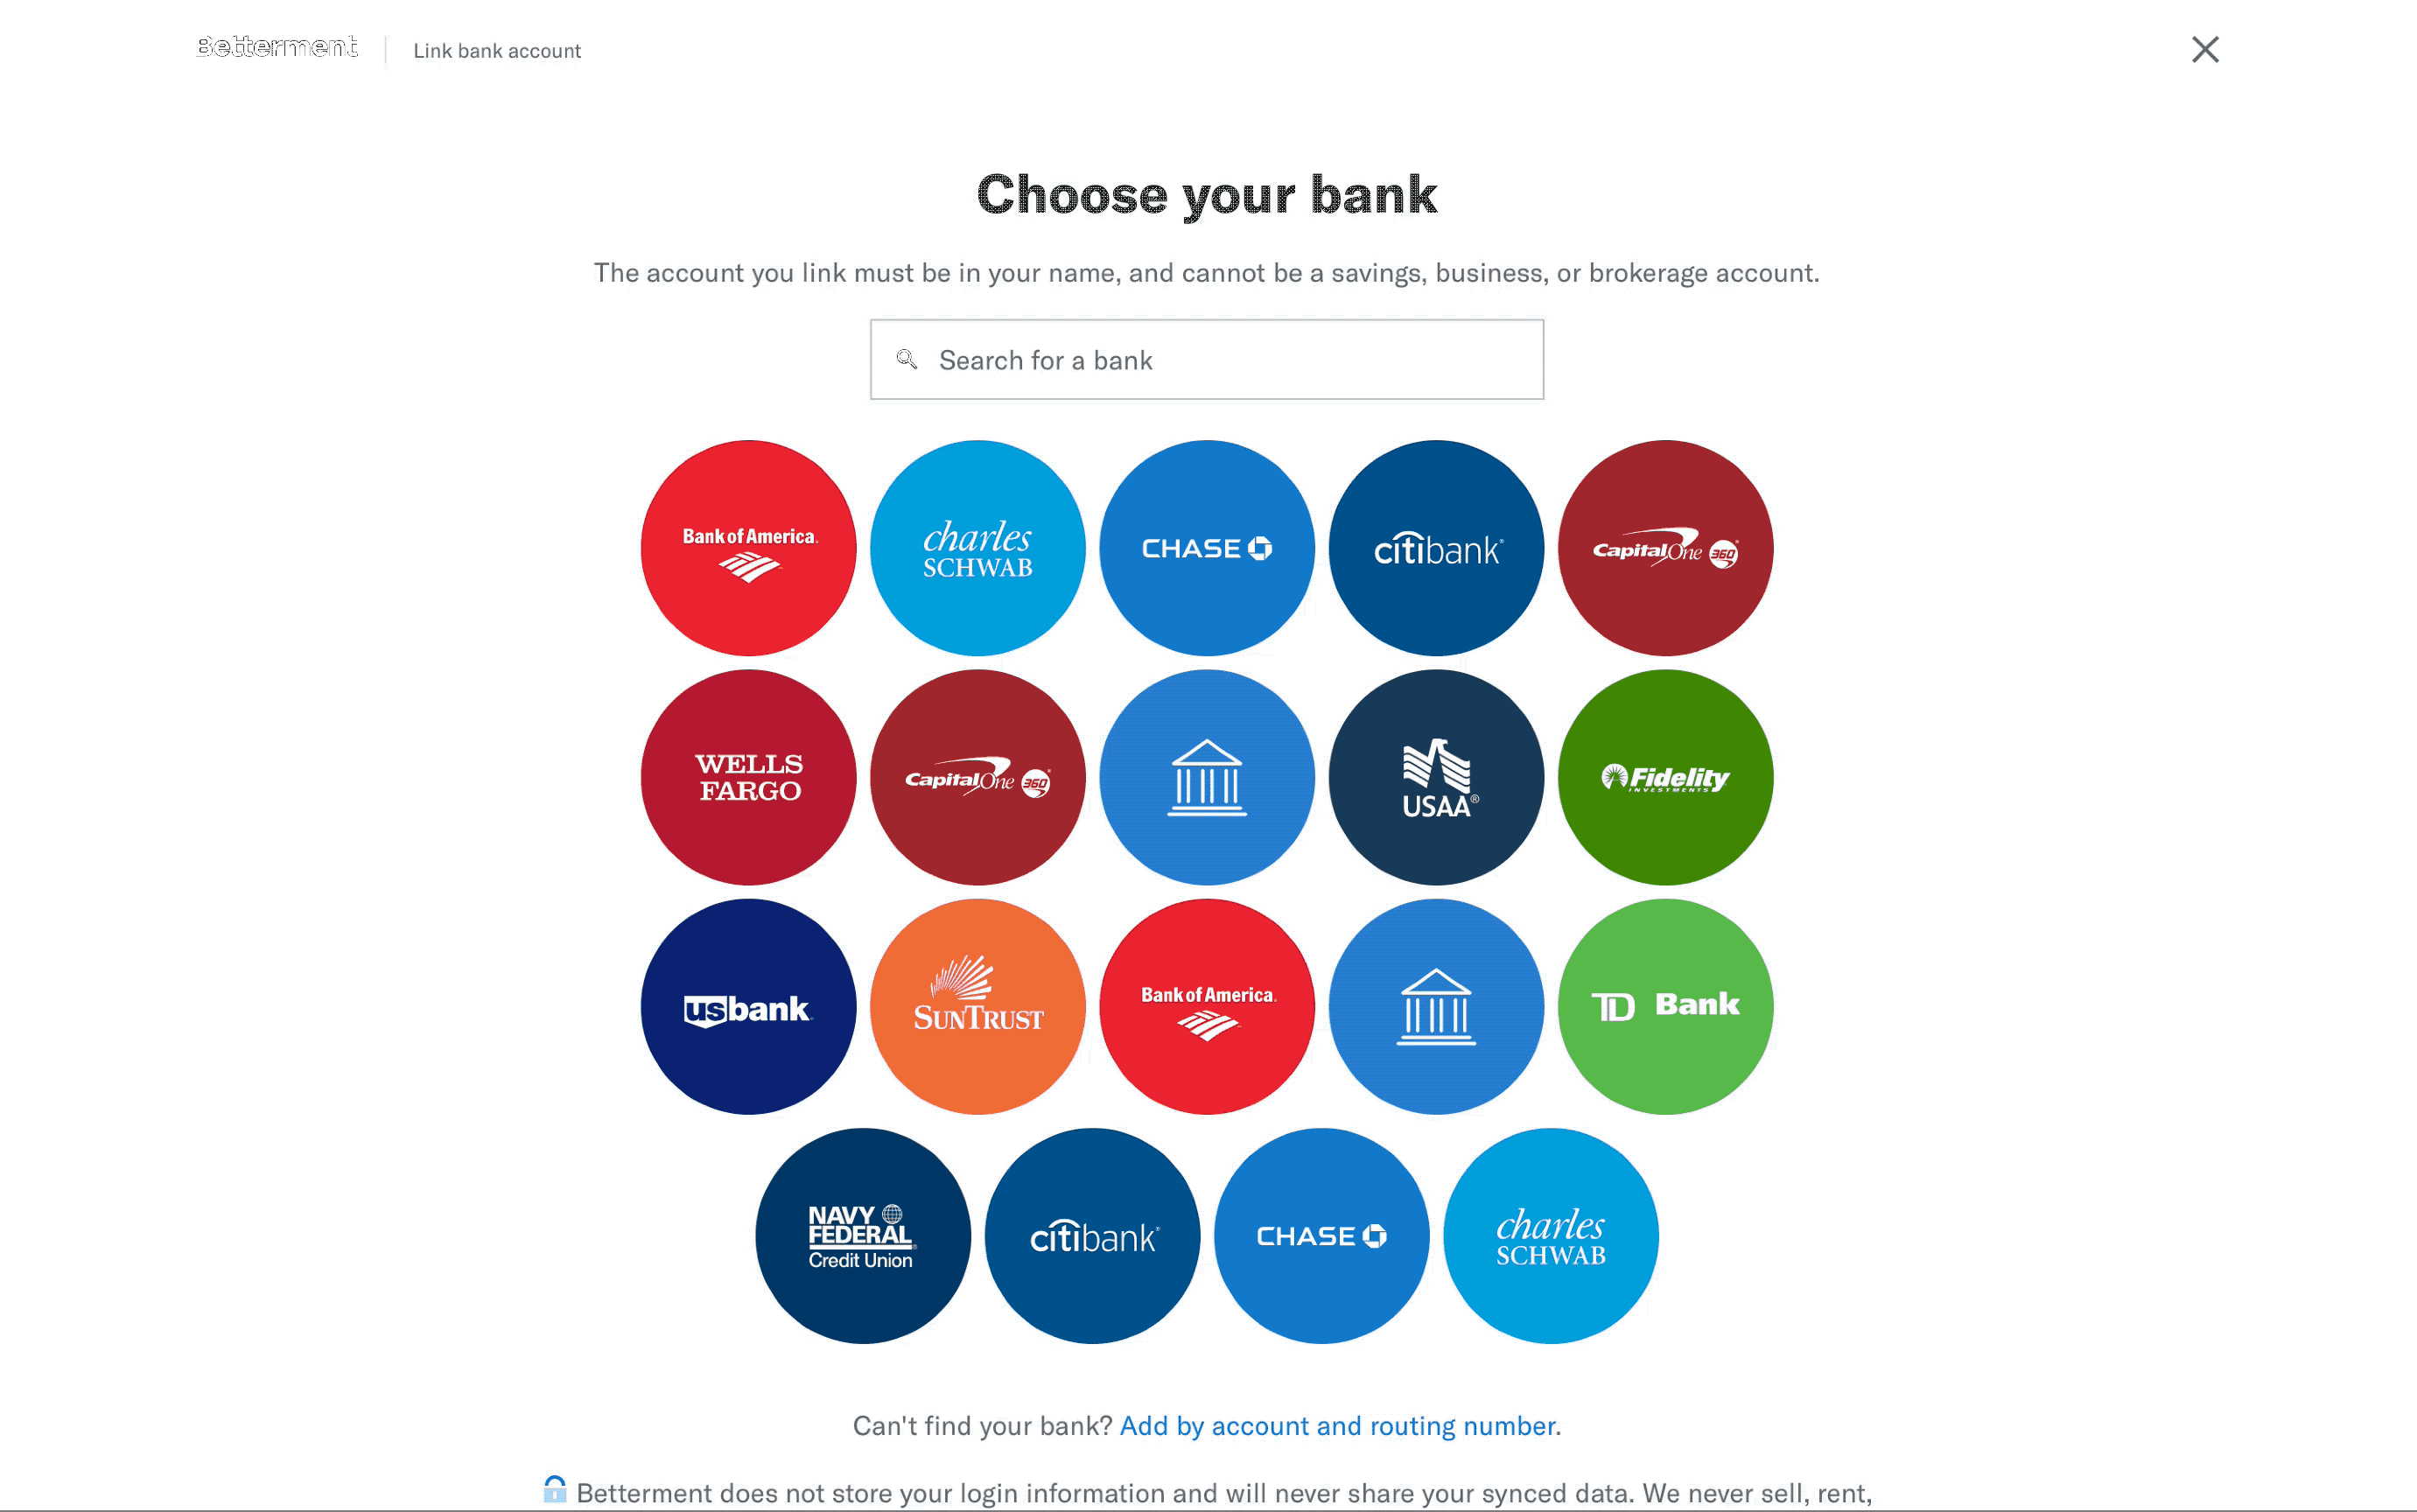 Betterment
Link bank account
Choose your bank
The account you link must be in your name, and cannot be a savings, business, or brokerage account.
Search for a bank
Bank of America
charles
SCHWAB
CHASE
citibank®
CapitalOne 360®
WELLS
FARGO
CapitalOne 360®
USAA®
Fidelity
INVESTMENTS
usbank
SUNTRUST
Bank of America
TD Bank
NAVY
FEDERAL
Credit Union
citibank®
CHASE
charles
SCHWAB
Can't find your bank? Add by account and routing number.
Betterment does not store your login information and will never share your synced data. We never sell, rent,